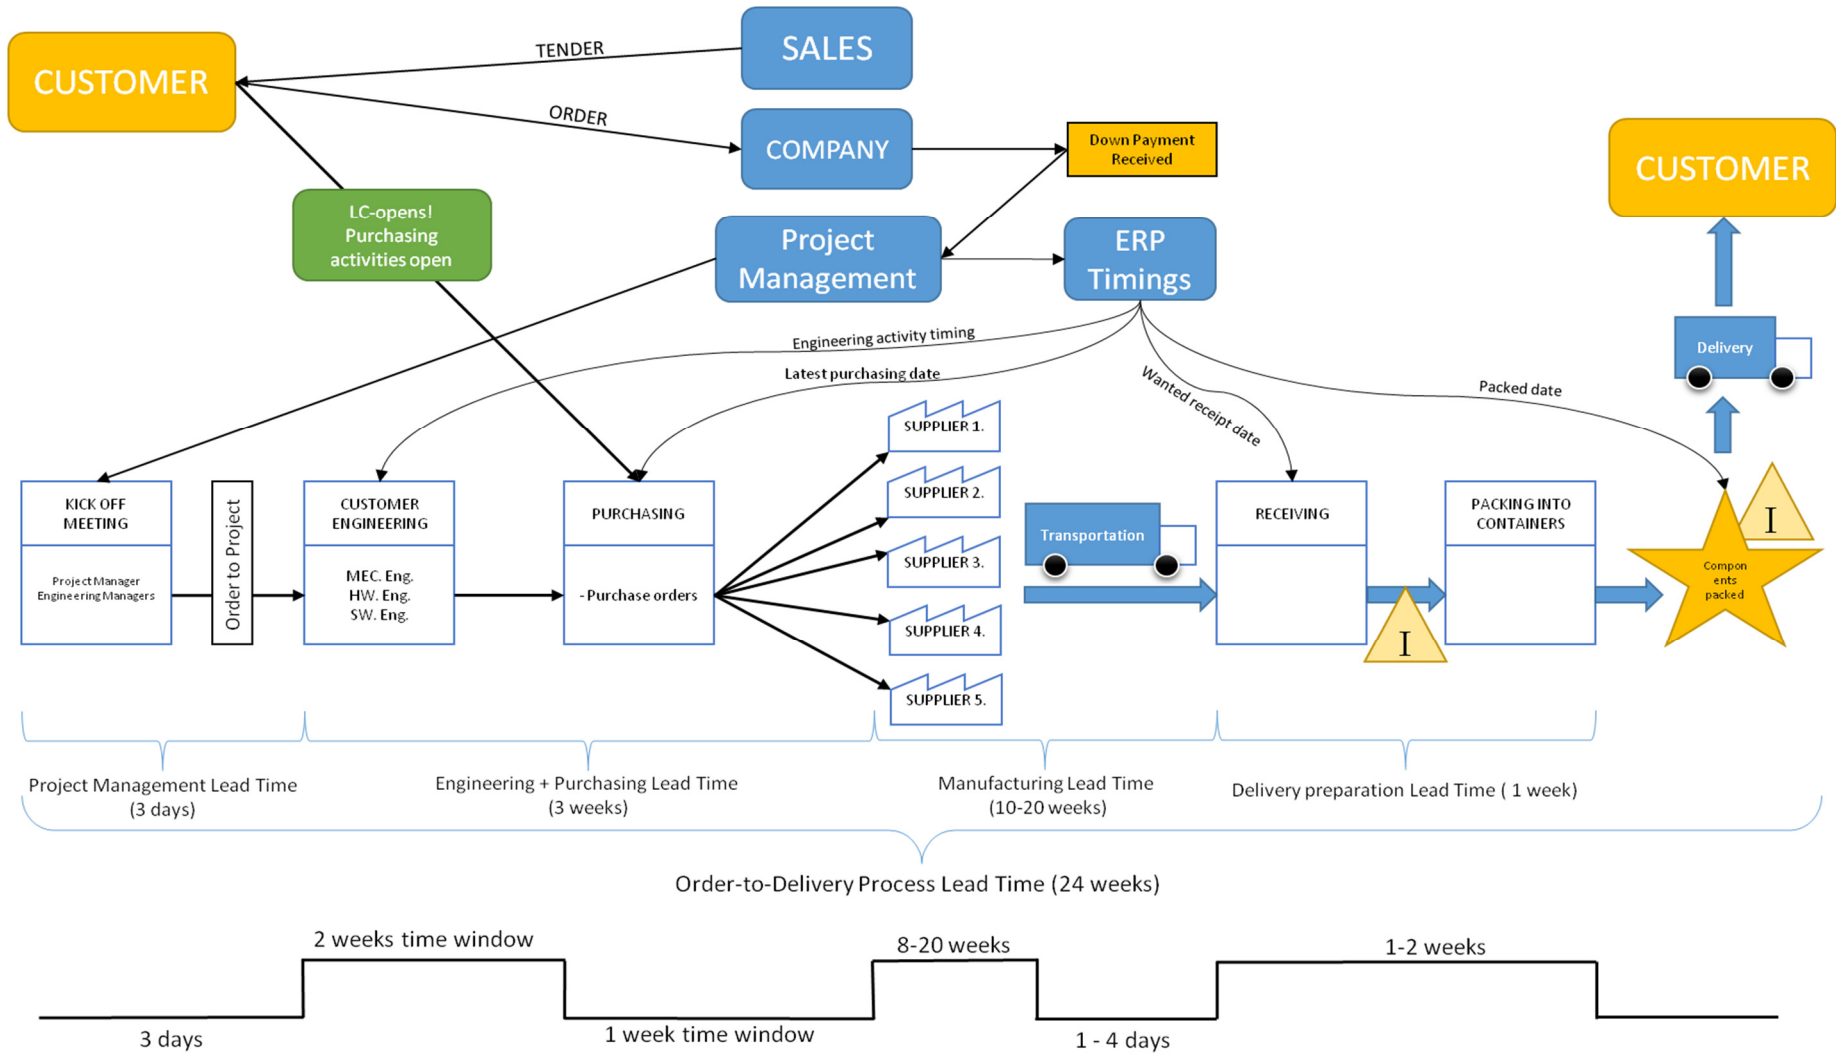 SALES
TENDER
CUSTOMER
ORDER
COMPANY
Down Payment
Received
CUSTOMER
LC-opens!
Purchasing
activities open
Project
Management
ERP
Timings
Engineering activity timing
Latest purchasing date
Wanted receipt date
Packed date
Delivery
SUPPLIER 1.
SUPPLIER 2.
SUPPLIER 3.
SUPPLIER 4.
SUPPLIER 5.
KICK OFF
MEETING
Project Manager
Engineering Managers
Order to Project
CUSTOMER
ENGINEERING
MEC. Eng.
HW. Eng.
SW. Eng.
PURCHASING
- Purchase orders
Transportation
RECEIVING
I
PACKING INTO
CONTAINERS
I
Compon
ents
packed
Project Management Lead Time
(3 days)
Engineering + Purchasing Lead Time
(3 weeks)
Manufacturing Lead Time
(10-20 weeks)
Delivery preparation Lead Time ( 1 week)
Order-to-Delivery Process Lead Time (24 weeks)
2 weeks time window
8-20 weeks
1-2 weeks
3 days
1 week time window
1 - 4 days